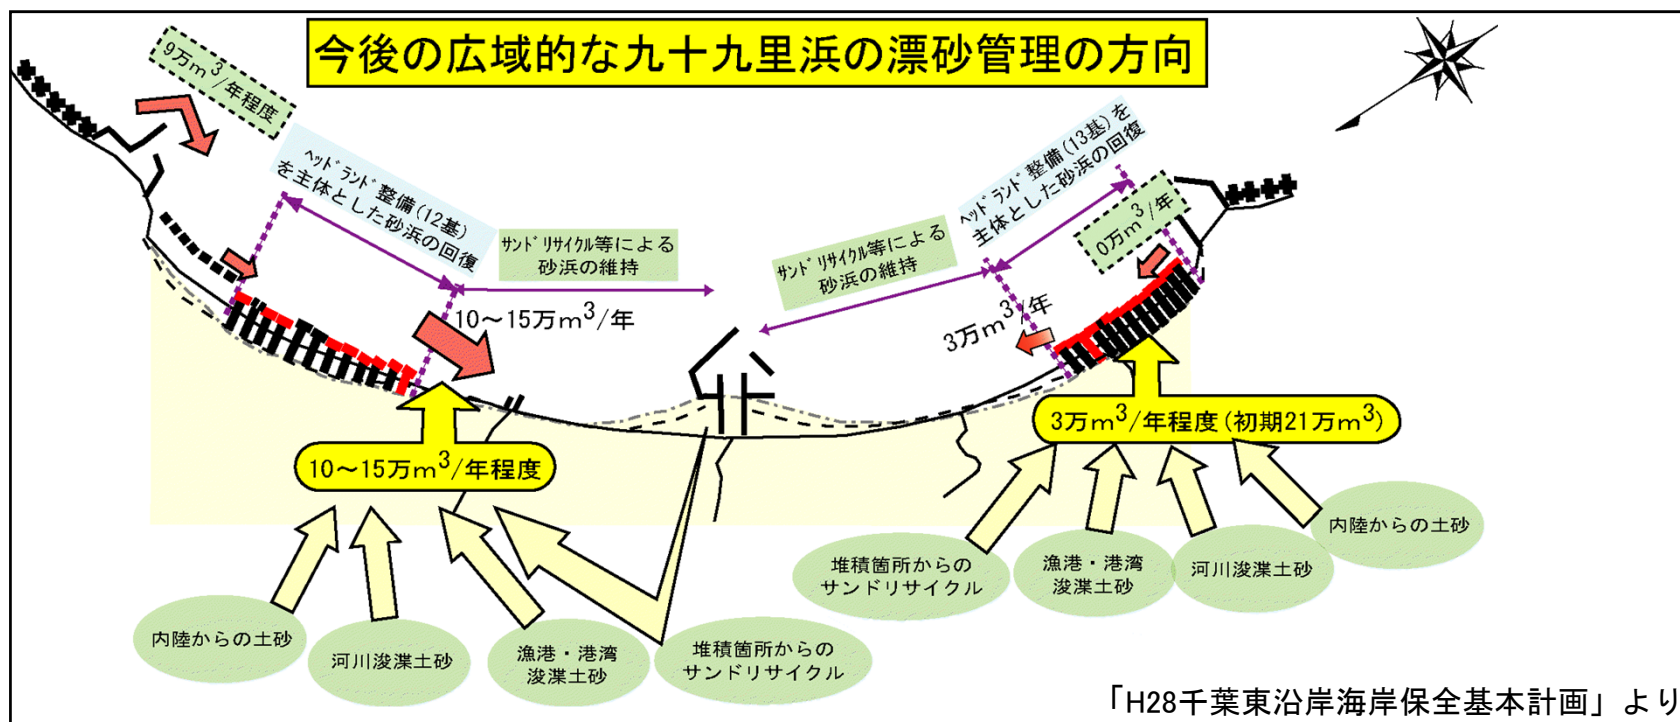 今後の広域的な九十九里浜の漂砂管理の方向
9万m³/年程度
ﾍｯﾄﾞﾗﾝﾄﾞ整備(12基)
を主体とした砂浜の回復
ｻﾝﾄﾞﾘｻｲｸﾙ等による
砂浜の維持
10～15万m³/年
ｻﾝﾄﾞﾘｻｲｸﾙ等による
砂浜の維持
ﾍｯﾄﾞﾗﾝﾄﾞ整備(13基)を
主体とした砂浜の回復
0万m³/年
3万m³/年
10～15万m³/年程度
3万m³/年程度(初期21万m³)
内陸からの土砂
河川浚渫土砂
漁港・港湾
浚渫土砂
堆積箇所からの
サンドリサイクル
堆積箇所からの
サンドリサイクル
漁港・港湾
浚渫土砂
河川浚渫土砂
内陸からの土砂
「H28千葉東沿岸海岸保全基本計画」より